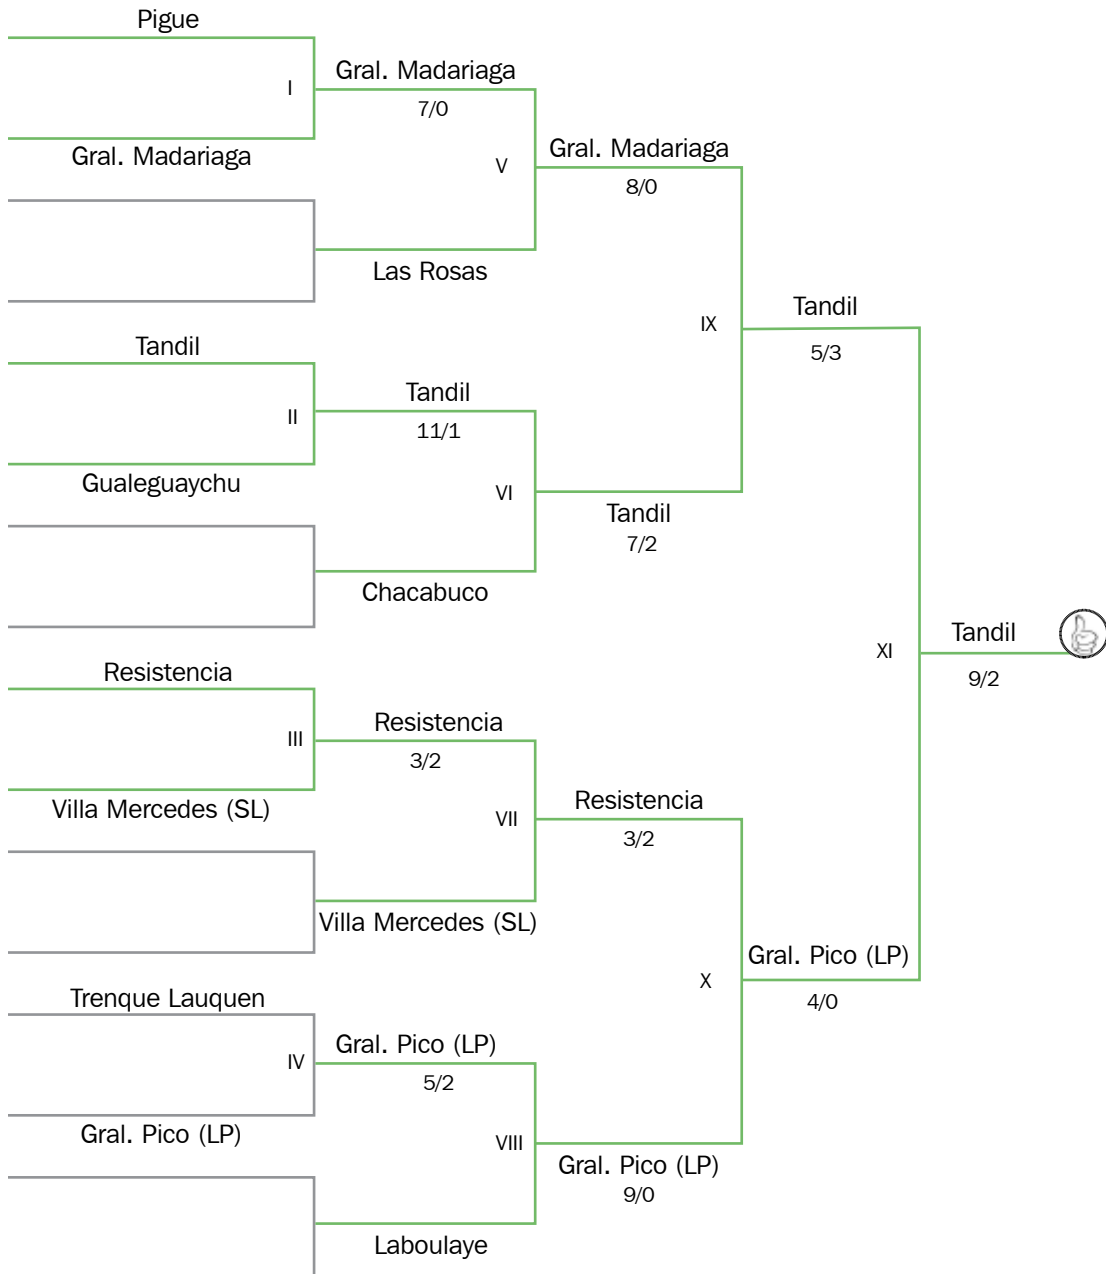 Pigue
I
Gral. Madariaga
7/0
Gral. Madariaga
V
Gral. Madariaga
8/0
Las Rosas
IX
Tandil
5/3
Tandil
II
Tandil
11/1
Gualeguaychu
VI
Tandil
7/2
Chacabuco
XI
Tandil
9/2
Resistencia
III
Resistencia
3/2
Villa Mercedes (SL)
VII
Resistencia
3/2
Villa Mercedes (SL)
X
Gral. Pico (LP)
4/0
Trenque Lauquen
IV
Gral. Pico (LP)
5/2
Gral. Pico (LP)
VIII
Gral. Pico (LP)
9/0
Laboulaye